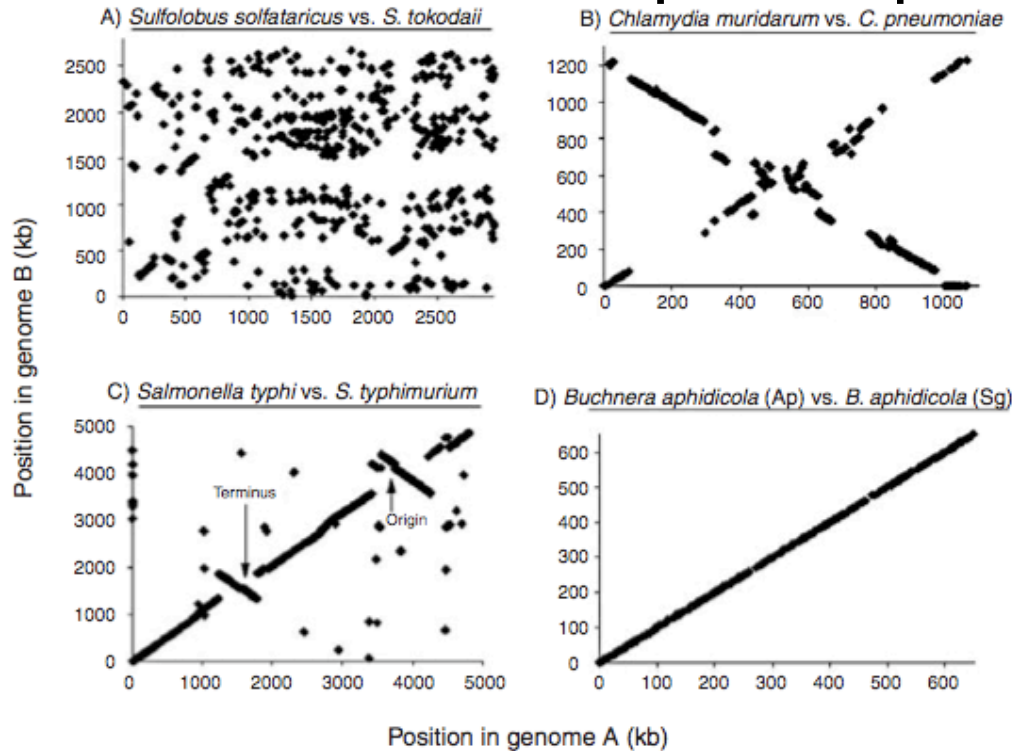 A) Sulfolobus solfataricus vs. S. tokodaii
2500
2000
1500
1000
500
0
0 500 1000 1500 2000 2500
B) Chlamydia muridarum vs. C. pneumoniae
1200
1000
800
600
400
200
0
0 200 400 600 800 1000
Position in genome B (kb)
C) Salmonella typhi vs. S. typhimurium
5000
4000
3000
2000
1000
0
Terminus
Origin
0 1000 2000 3000 4000 5000
D) Buchnera aphidicola (Ap) vs. B. aphidicola (Sg)
600
500
400
300
200
100
0
0 100 200 300 400 500 600
Position in genome A (kb)